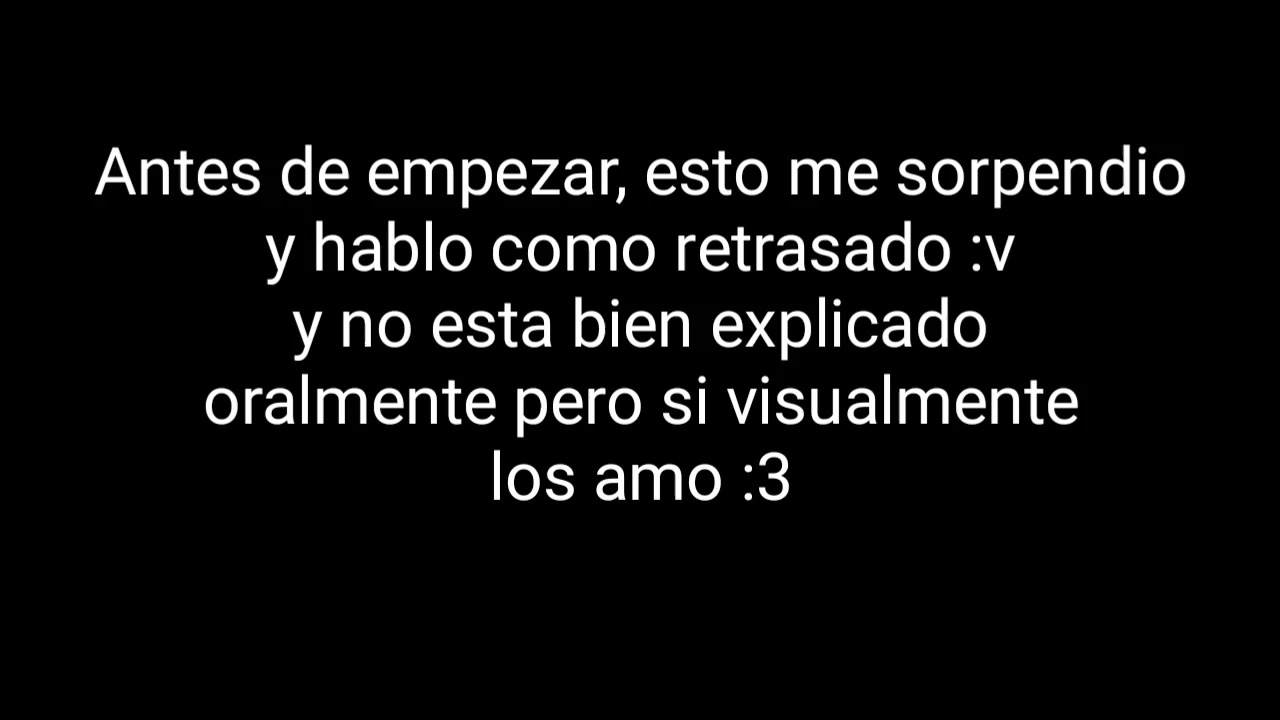 Antes de empezar, esto me sorpendio
y hablo como retrasado :v
y no esta bien explicado
oralmente pero si visualmente
los amo :3